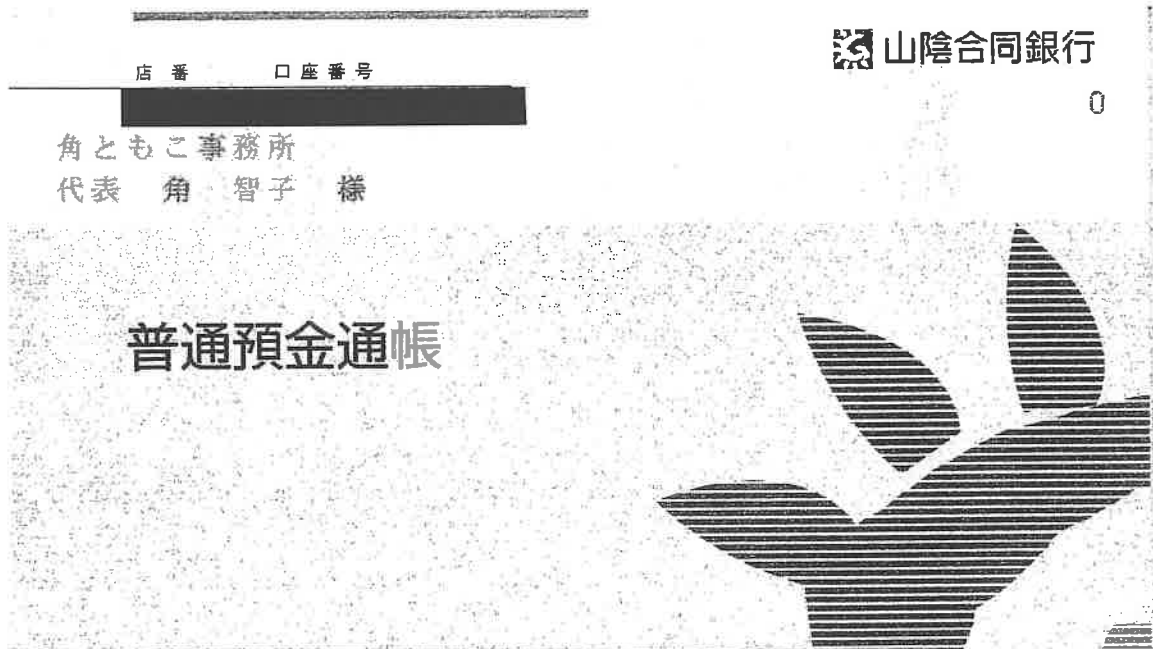 山陰合同銀行
店番 口座番号
0
角ともこ事務所
代表 角 智子 様
普通預金通帳